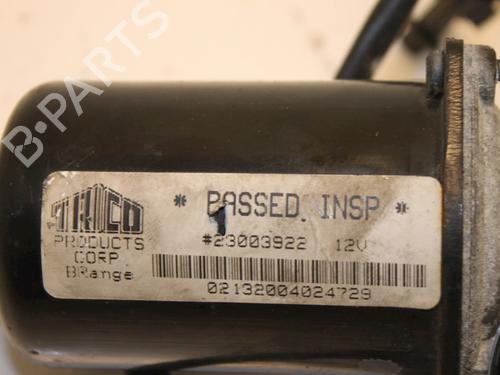 B-PARTS
TRICO
PRODUCTS
CORP
BRange
* PASSED INSP *
#23003922 12V
02132004024729